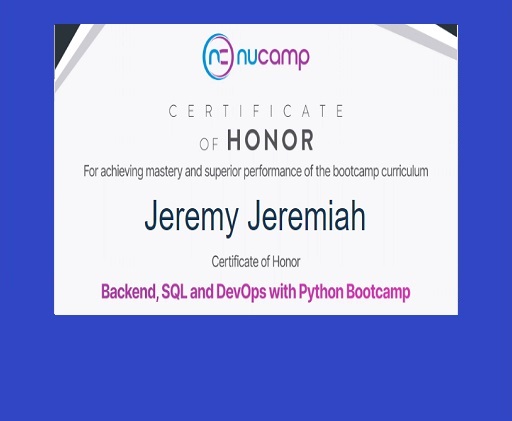 nucamp
CERTIFICATE
OF HONOR
For achieving mastery and superior performance of the bootcamp curriculum
Jeremy Jeremiah
Certificate of Honor
Backend, SQL and DevOps with Python Bootcamp